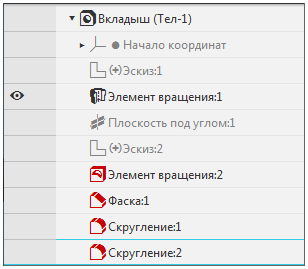 Вкладыш (Тел-1)
Начало координат
(+)Эскиз:1
Элемент вращения:1
Плоскость под углом:1
(+)Эскиз:2
Элемент вращения:2
Фаска:1
Скругление:1
Скругление:2